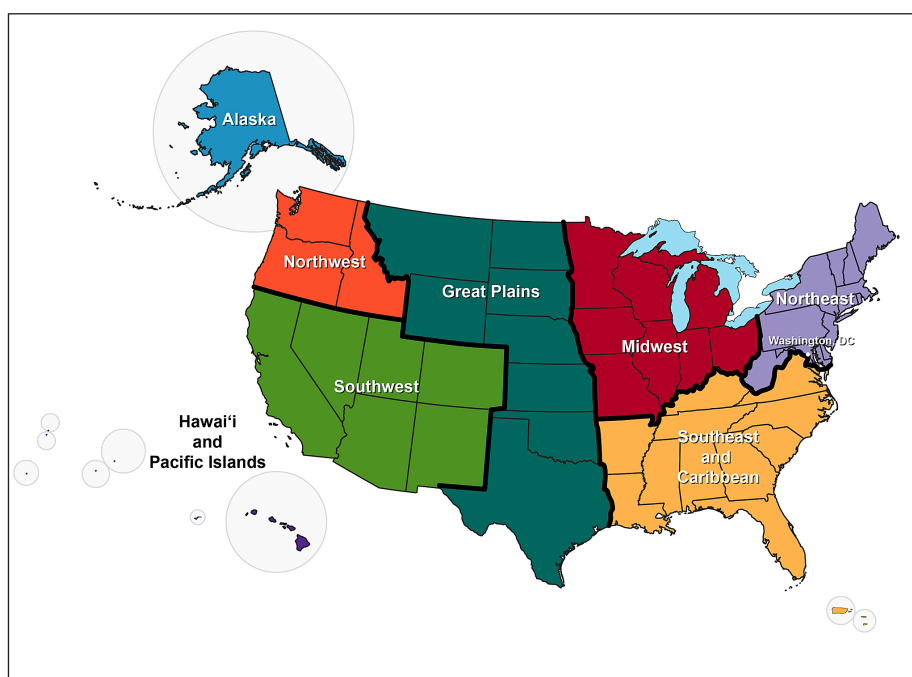 Alaska
Northwest
Great Plains
Northeast
Washington, DC
Midwest
Southwest
Hawai‘i
and
Pacific Islands
Southeast
and
Caribbean